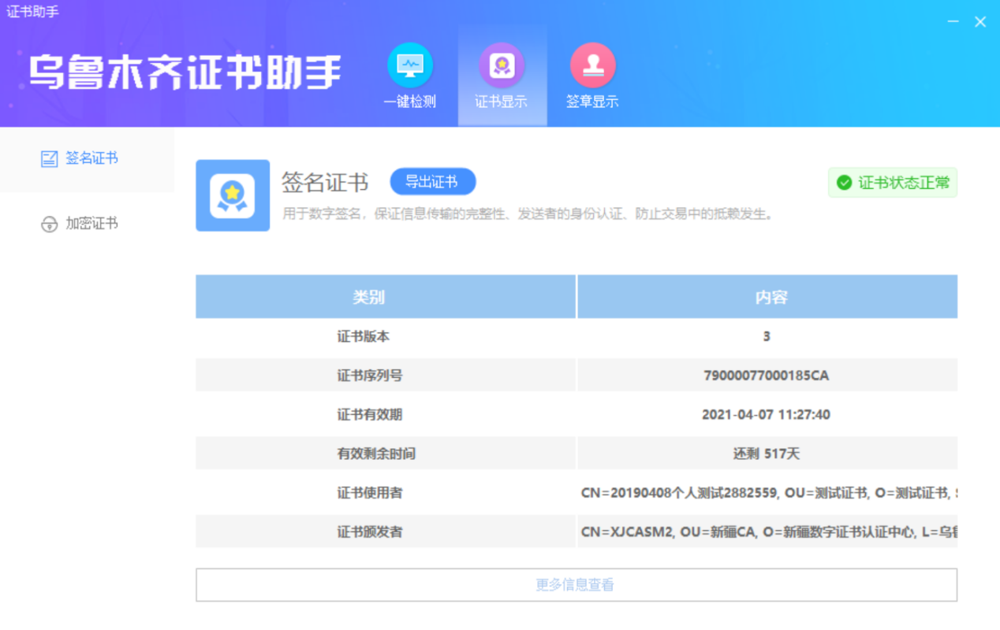 证书助手
乌鲁木齐证书助手
一键检测
证书显示
签章显示
签名证书
加密证书
签名证书
导出证书
证书状态正常
用于数字签名，保证信息传输的完整性、发送者的身份认证、防止交易中的抵赖发生。
类别 内容
证书版本 3
证书序列号 79000077000185CA
证书有效期 2021-04-07 11:27:40
有效剩余时间 还剩 517天
证书使用者 CN=20190408个人测试2882559, OU=测试证书, O=测试证书,
证书颁发者 CN=XJCASM2, OU=新疆CA, O=新疆数字证书认证中心, L=乌
更多信息查看